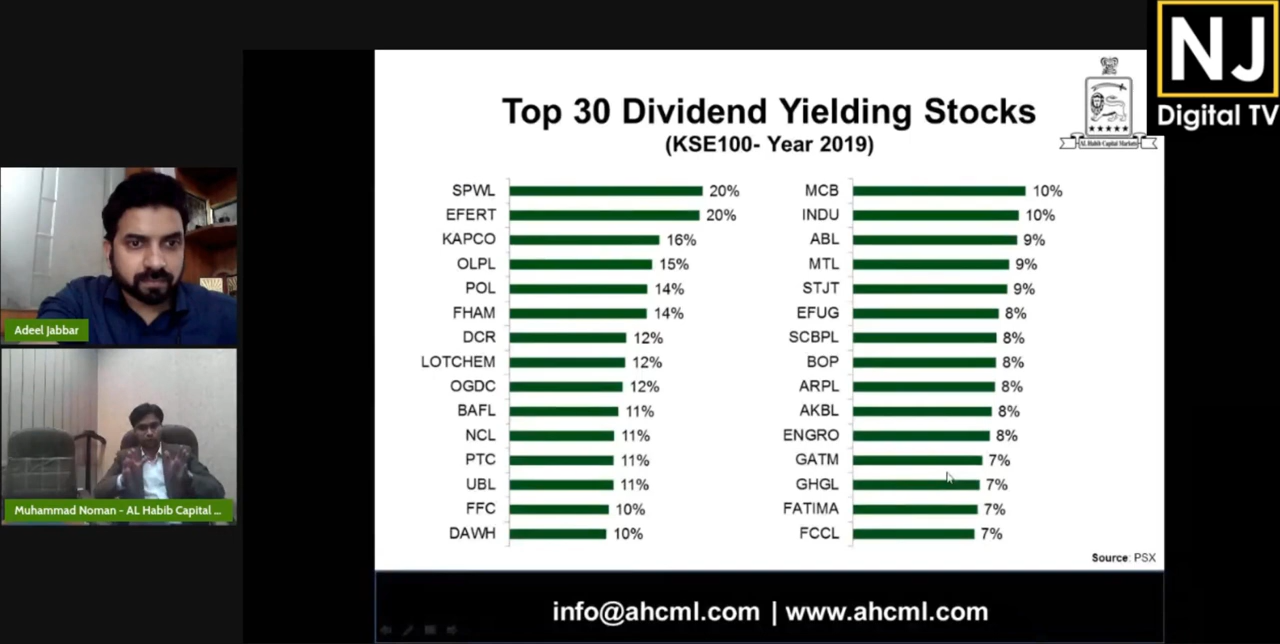 NJ
Digital TV
Top 30 Dividend Yielding Stocks
(KSE100- Year 2019)
AL Habib Capital Markets
SPWL 20%
EFERT 20%
KAPCO 16%
OLPL 15%
POL 14%
FHAM 14%
DCR 12%
LOTCHEM 12%
OGDC 12%
BAFL 11%
NCL 11%
PTC 11%
UBL 11%
FFC 10%
DAWH 10%
MCB 10%
INDU 10%
ABL 9%
MTL 9%
STJT 9%
EFUG 8%
SCBPL 8%
BOP 8%
ARPL 8%
AKBL 8%
ENGRO 8%
GATM 7%
GHGL 7%
FATIMA 7%
FCCL 7%
Source: PSX
info@ahcml.com | www.ahcml.com
Adeel Jabbar
Muhammad Noman - AL Habib Capital ...